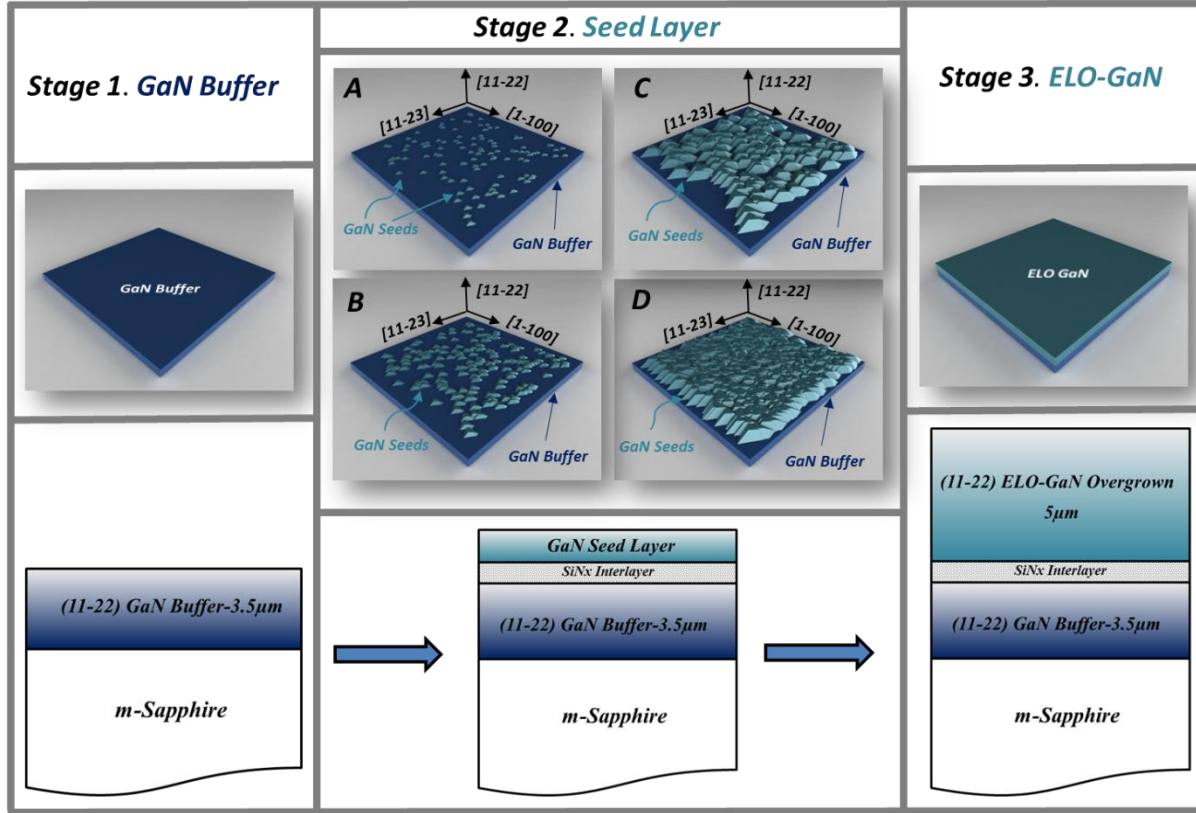 Stage 1. GaN Buffer
GaN Buffer
(11-22) GaN Buffer-3.5μm
m-Sapphire
Stage 2. Seed Layer
A
[11-22]
[11-23]
[1-100]
GaN Seeds
GaN Buffer
C
[11-22]
[11-23]
[1-100]
GaN Seeds
GaN Buffer
B
[11-22]
[11-23]
[1-100]
GaN Seeds
GaN Buffer
D
[11-22]
[11-23]
[1-100]
GaN Seeds
GaN Buffer
GaN Seed Layer
SiNx Interlayer
(11-22) GaN Buffer-3.5μm
m-Sapphire
Stage 3. ELO-GaN
ELO GaN
(11-22) ELO-GaN Overgrown
5μm
SiNx Interlayer
(11-22) GaN Buffer-3.5μm
m-Sapphire